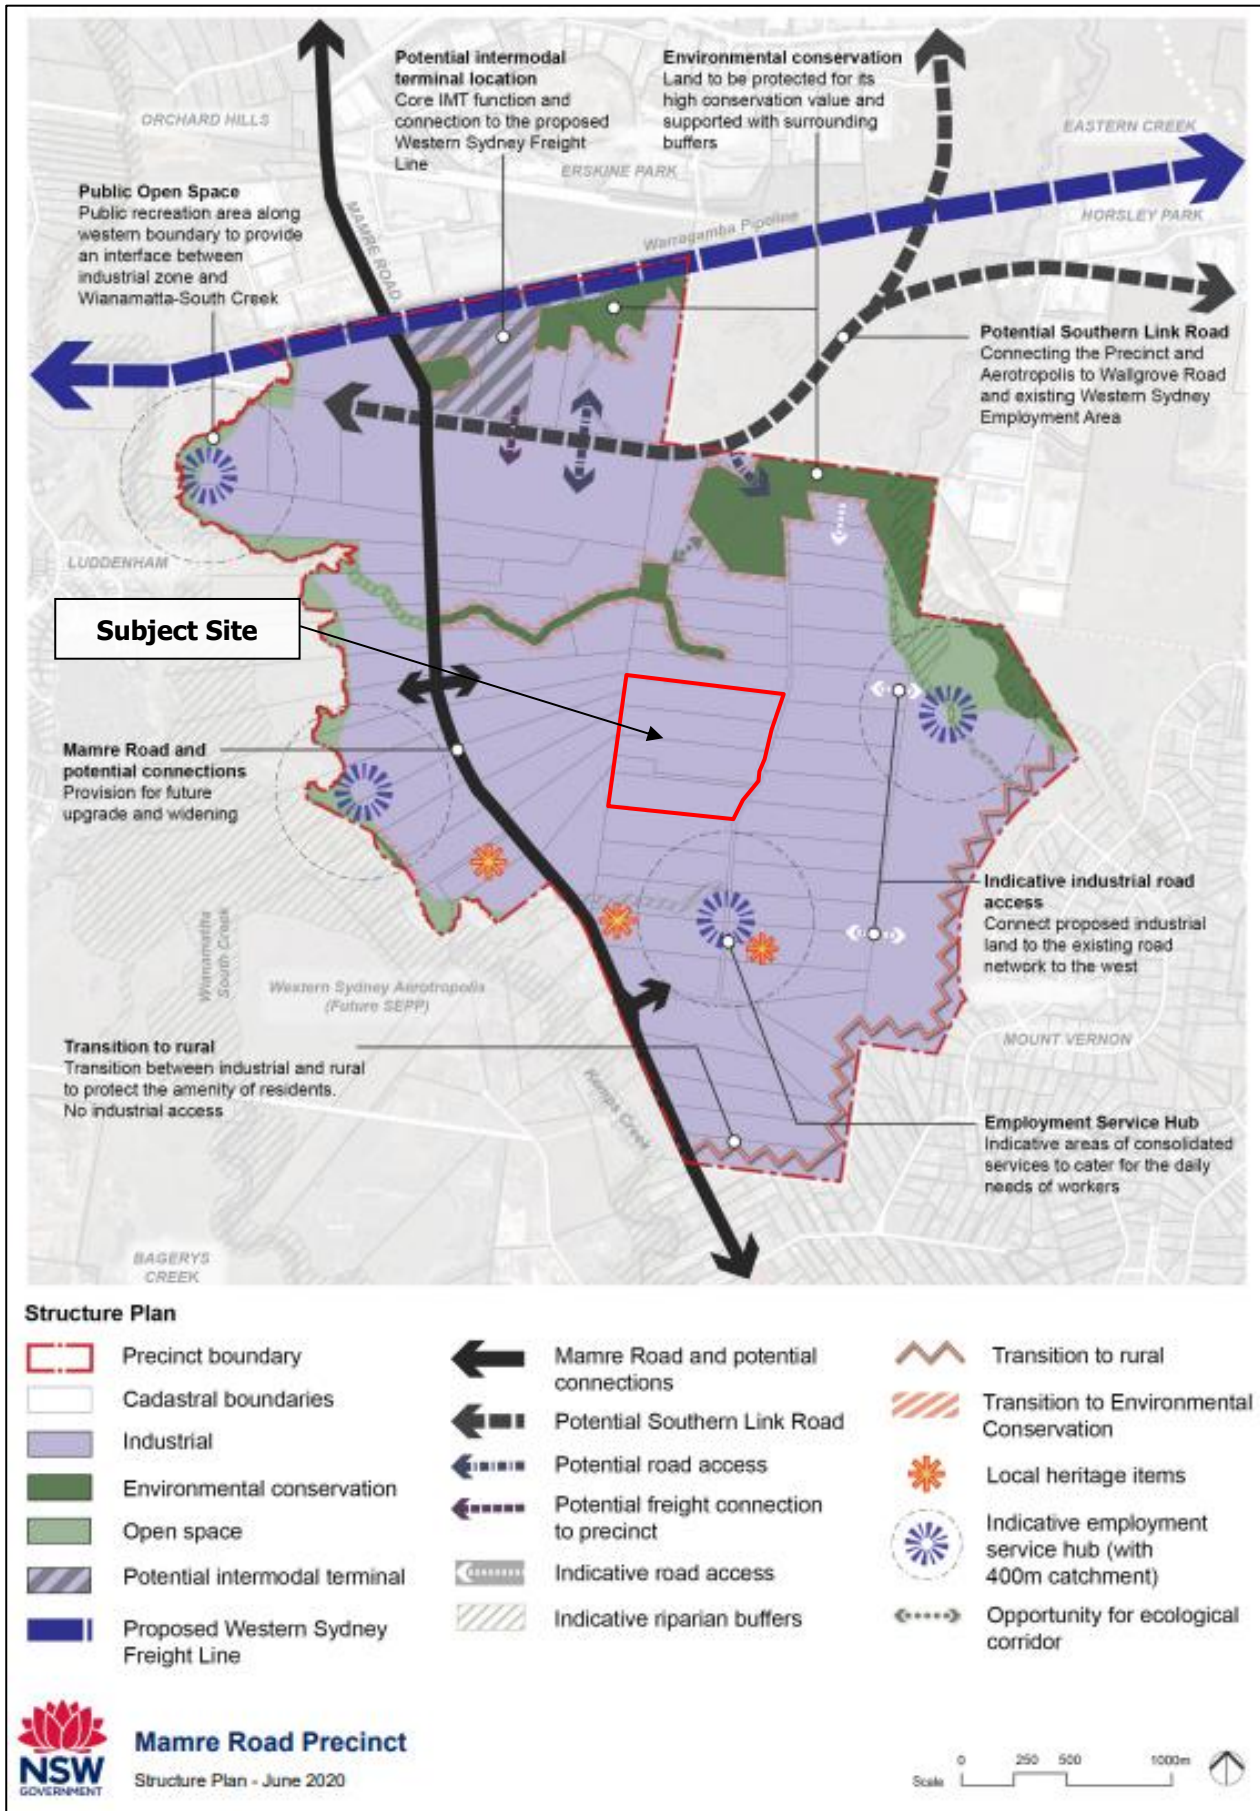 Potential intermodal
terminal location
Core IMT function and
connection to the proposed
Western Sydney Freight
Line
Environmental conservation
Land to be protected for its
high conservation value and
supported with surrounding
buffers
ORCHARD HILLS
ERSKINE PARK
EASTERN CREEK
Public Open Space
Public recreation area along
western boundary to provide
an interface between
industrial zone and
Wianamatta-South Creek
MAMRE ROAD
Warragamba Pipeline
HORSLEY PARK
Potential Southern Link Road
Connecting the Precinct and
Aerotropolis to Wallgrove Road
and existing Western Sydney
Employment Area
LUDDENHAM
Subject Site
Mamre Road and
potential connections
Provision for future
upgrade and widening
Indicative industrial road
access
Connect proposed industrial
land to the existing road
network to the west
Wianamatta
South Creek
Western Sydney Aerotropolis
(Future SEPP)
MOUNT VERNON
Transition to rural
Transition between industrial and rural
to protect the amenity of residents.
No industrial access
Kemps Creek
Employment Service Hub
Indicative areas of consolidated
services to cater for the daily
needs of workers
BAGERYS
CREEK
Structure Plan
Precinct boundary
Cadastral boundaries
Industrial
Environmental conservation
Open space
Potential intermodal terminal
Proposed Western Sydney
Freight Line
Mamre Road and potential
connections
Potential Southern Link Road
Potential road access
Potential freight connection
to precinct
Indicative road access
Indicative riparian buffers
Transition to rural
Transition to Environmental
Conservation
Local heritage items
Indicative employment
service hub (with
400m catchment)
Opportunity for ecological
corridor
NSW
GOVERNMENT
Mamre Road Precinct
Structure Plan - June 2020
Scale
0 250 500 1000m